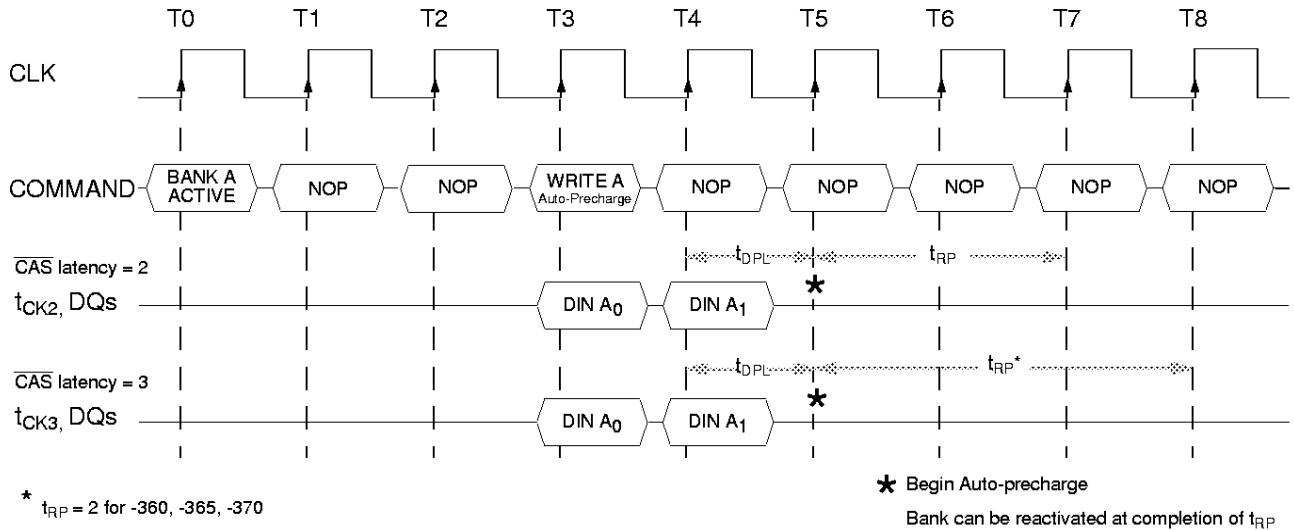 T0 T1 T2 T3 T4 T5 T6 T7 T8
CLK
COMMAND
BANK A
ACTIVE
NOP
NOP
WRITE A
Auto-Precharge
NOP
NOP
NOP
NOP
NOP
CAS latency = 2
tDPL
tRP
tCK2, DQs
DIN A0
DIN A1
*
CAS latency = 3
tDPL
tRP*
tCK3, DQs
DIN A0
DIN A1
*
* tRP = 2 for -360, -365, -370
* Begin Auto-precharge
Bank can be reactivated at completion of tRP